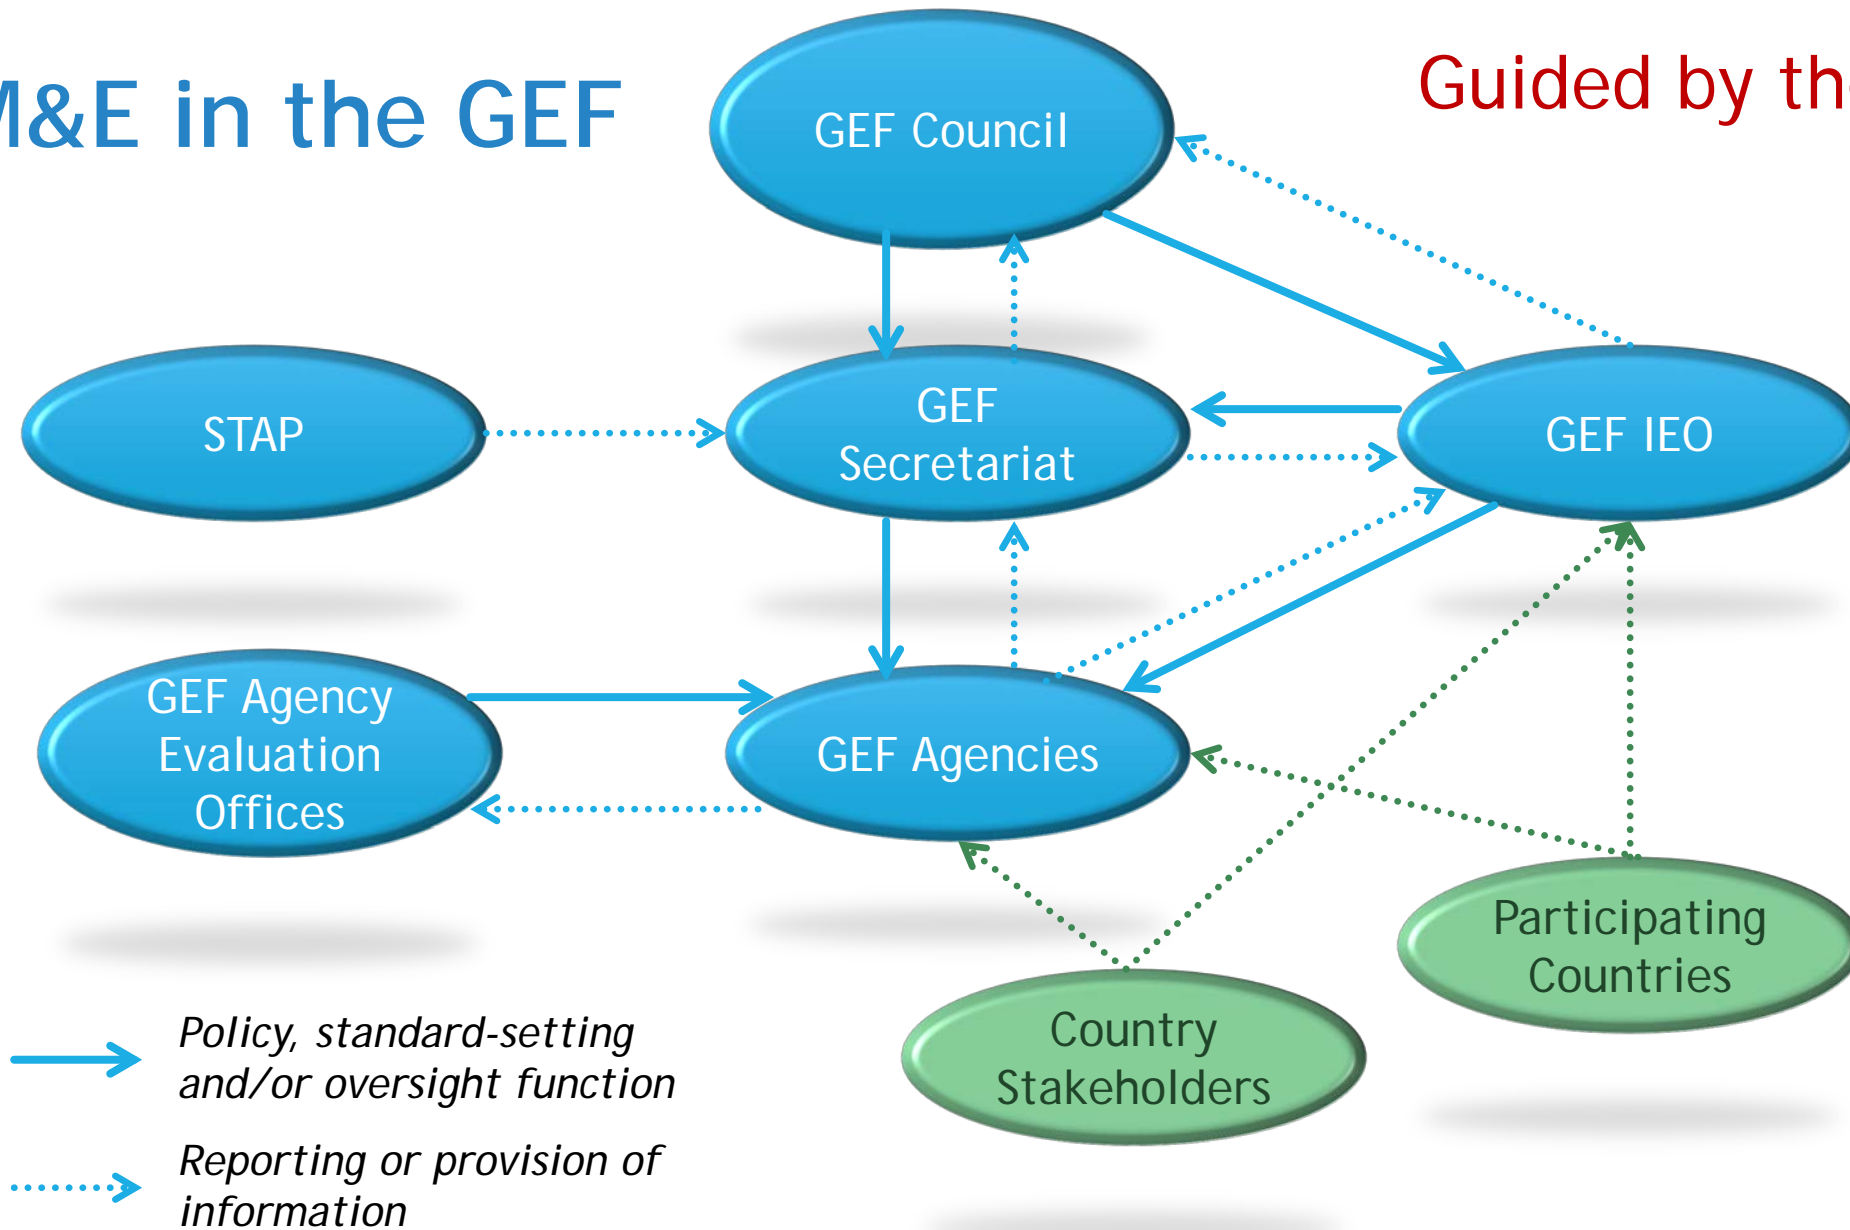 M&E in the GEF
Guided by the
GEF Council
STAP
GEF
Secretariat
GEF IEO
GEF Agency
Evaluation
Offices
GEF Agencies
Participating
Countries
Country
Stakeholders
Policy, standard-setting
and/or oversight function
Reporting or provision of
information